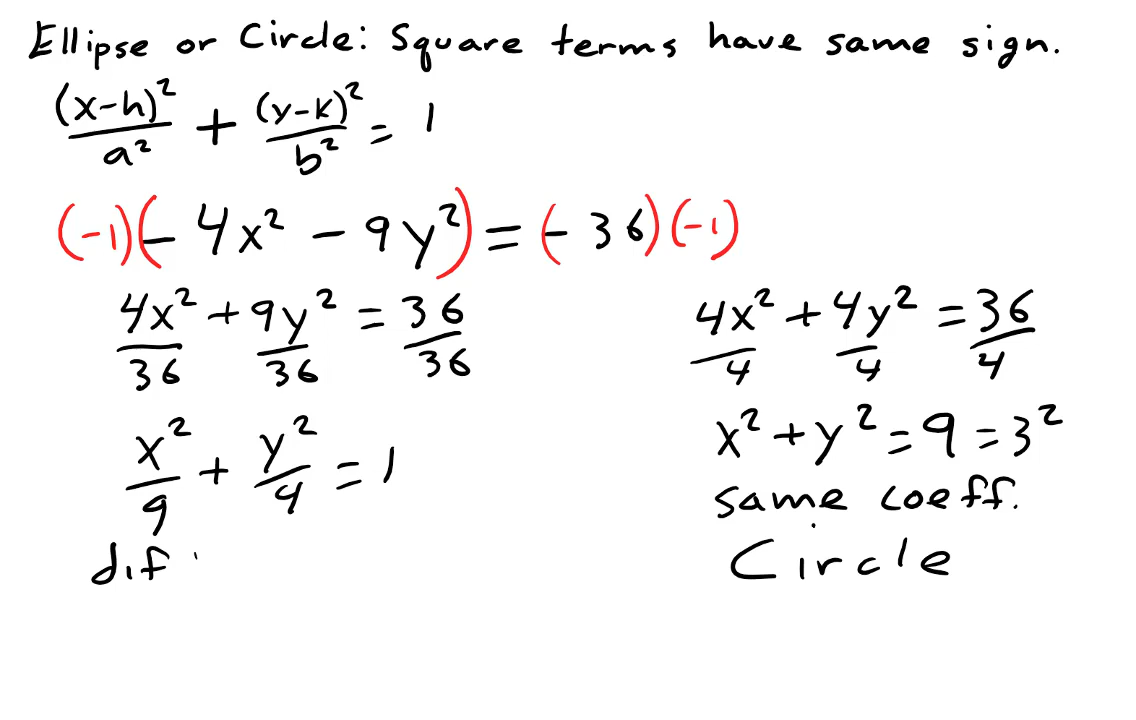 Ellipse or Circle: Square terms have same sign.
(x-h)²/a² + (y-k)²/b² = 1
(-1)(-4x² - 9y²) = (-36)(-1)
4x²/36 + 9y²/36 = 36/36
x²/9 + y²/4 = 1
dif
4x²/4 + 4y²/4 = 36/4
x² + y² = 9 = 3²
same coeff.
Circle